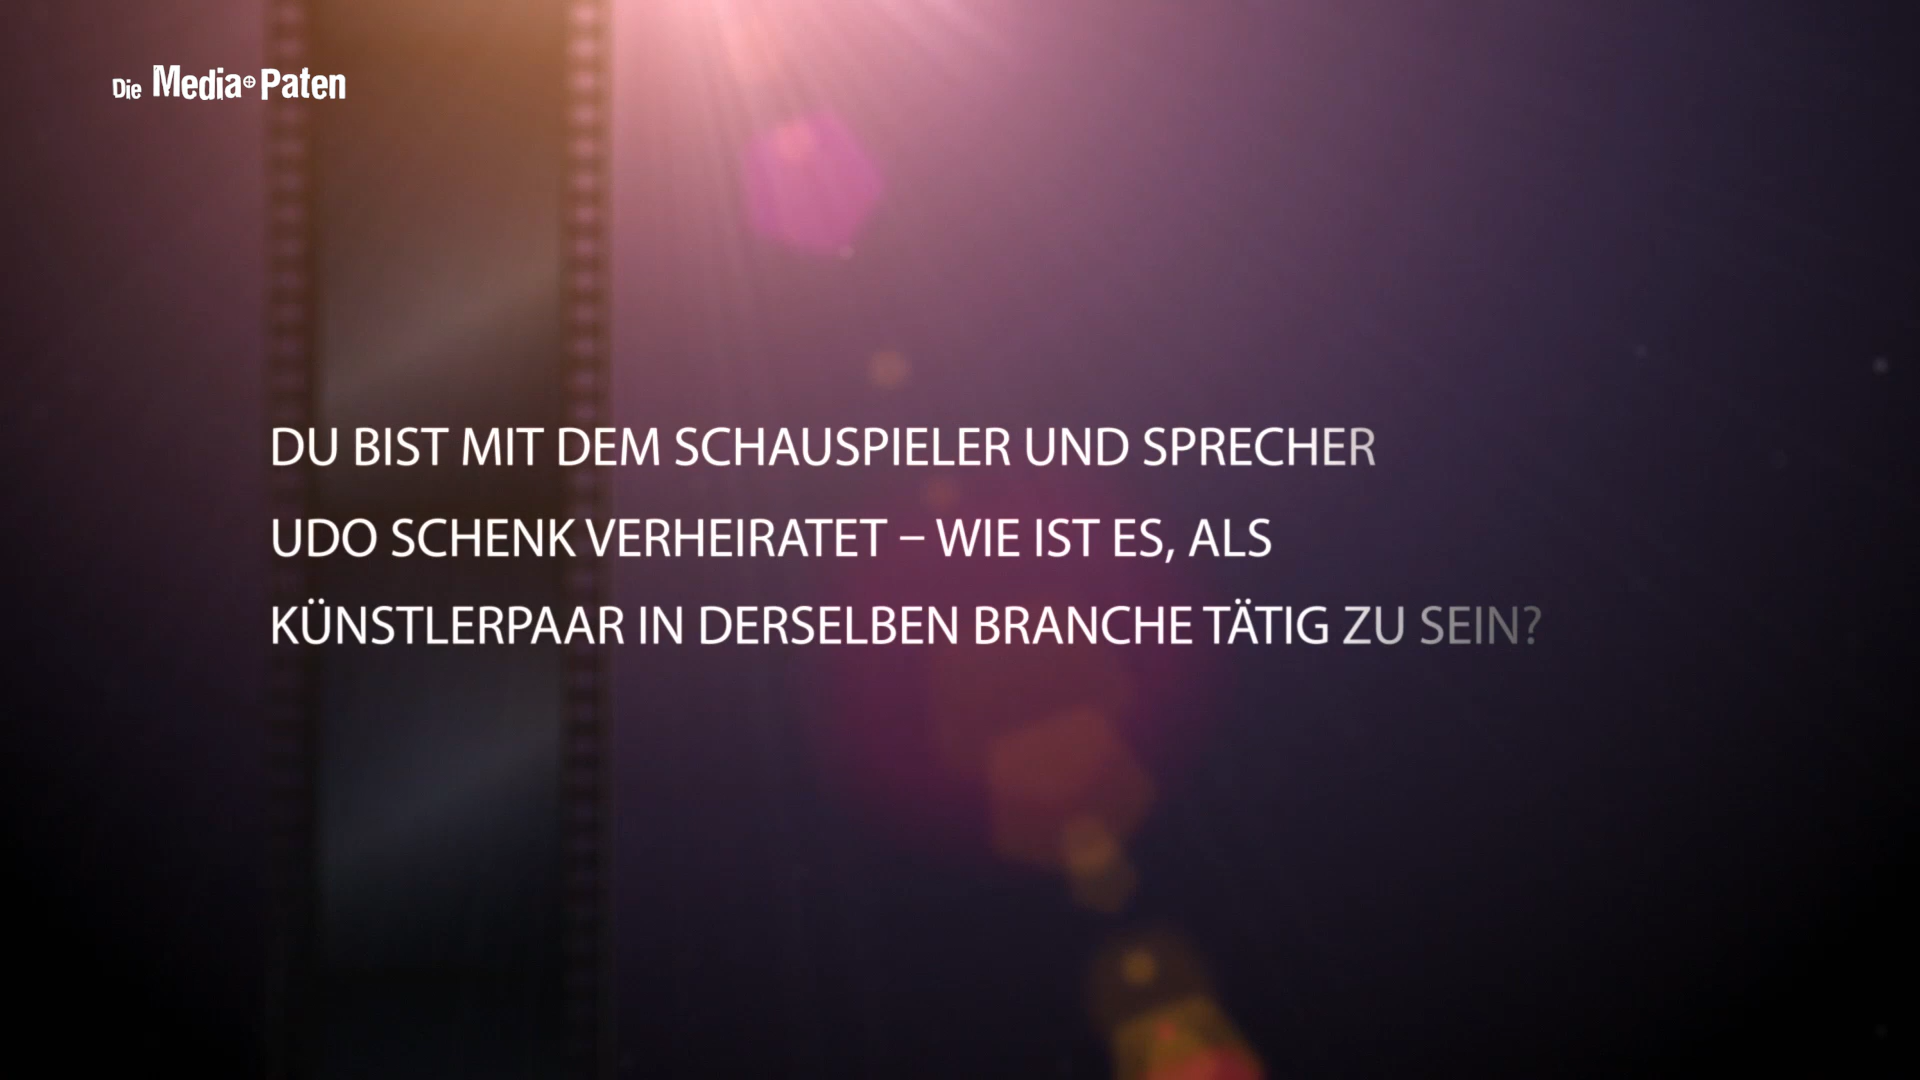 Die Media Paten
DU BIST MIT DEM SCHAUSPIELER UND SPRECHER
UDO SCHENK VERHEIRATET – WIE IST ES, ALS
KÜNSTLERPAAR IN DERSELBEN BRANCHE TÄTIG ZU SEIN?